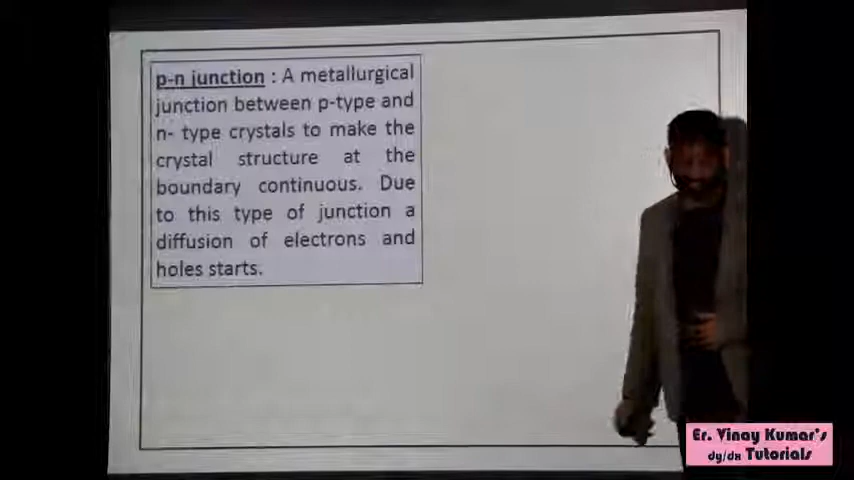 p-n junction : A metallurgical
junction between p-type and
n- type crystals to make the
crystal structure at the
boundary continuous. Due
to this type of junction a
diffusion of electrons and
holes starts.
Er. Vinay Kumar's
dy/dx Tutorials